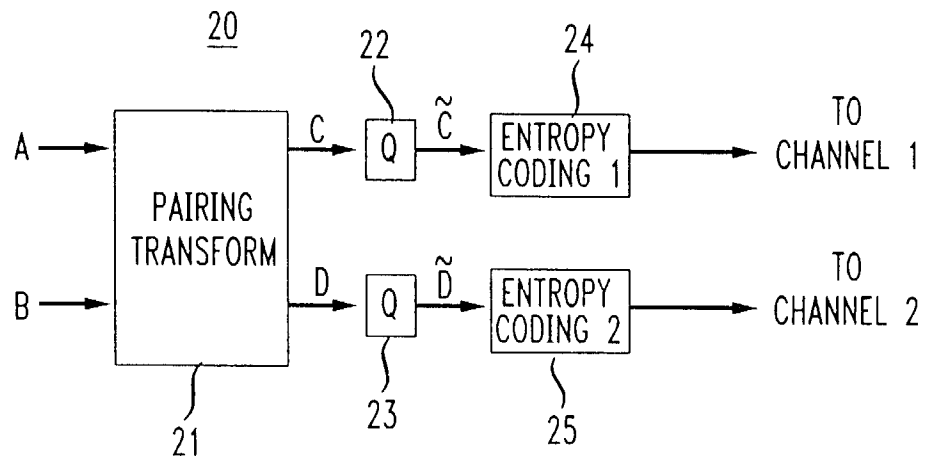 20
22
24
A
C
Q
C̃
ENTROPY
CODING 1
TO
CHANNEL 1
PAIRING
TRANSFORM
B
D
Q
D̃
ENTROPY
CODING 2
TO
CHANNEL 2
21
23
25